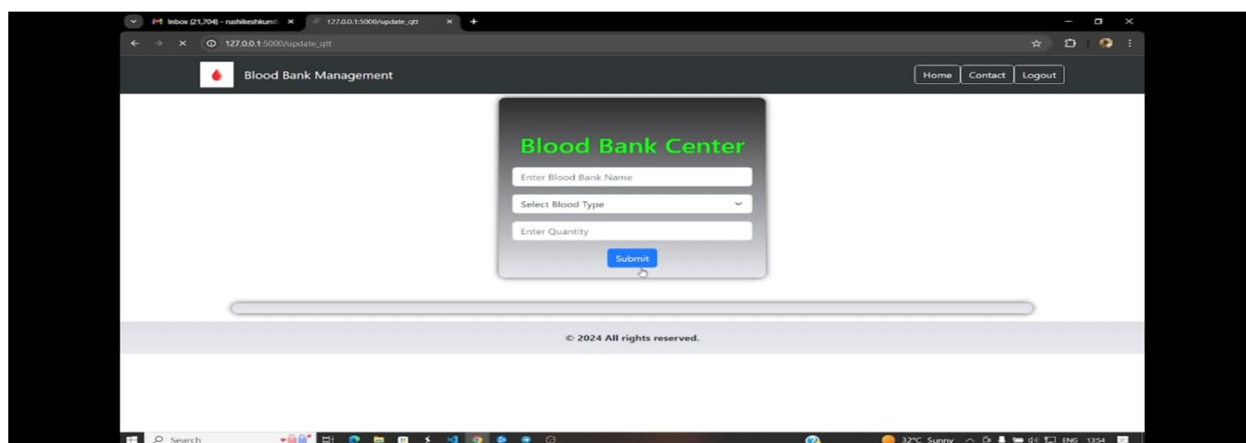 Inbox (21,704) - rushikeshkumb
127.0.0.1:5000/update_qtt
127.0.0.1:5000/update_qtt
Blood Bank Management
Home
Contact
Logout
Blood Bank Center
Enter Blood Bank Name
Select Blood Type
Enter Quantity
Submit
© 2024 All rights reserved.
Search
32°C Sunny
ENG
1354